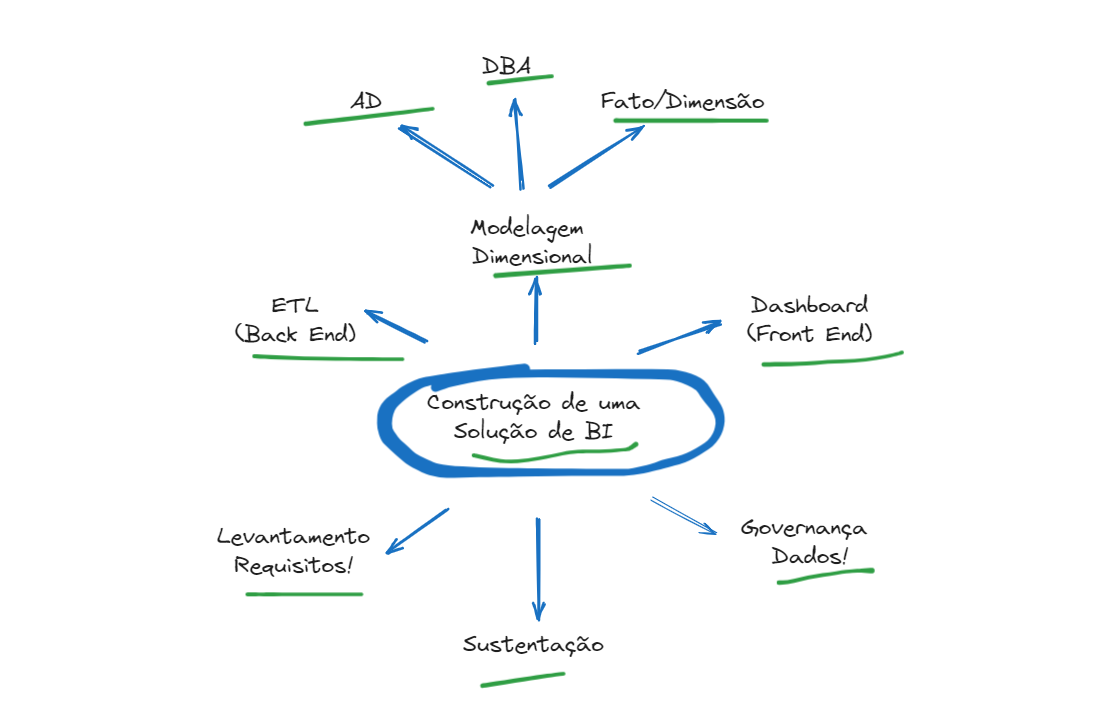 DBA
AD
Fato/Dimensão
Modelagem
Dimensional
ETL
(Back End)
Dashboard
(Front End)
Construção de uma
Solução de BI
Levantamento
Requisitos!
Governança
Dados!
Sustentação